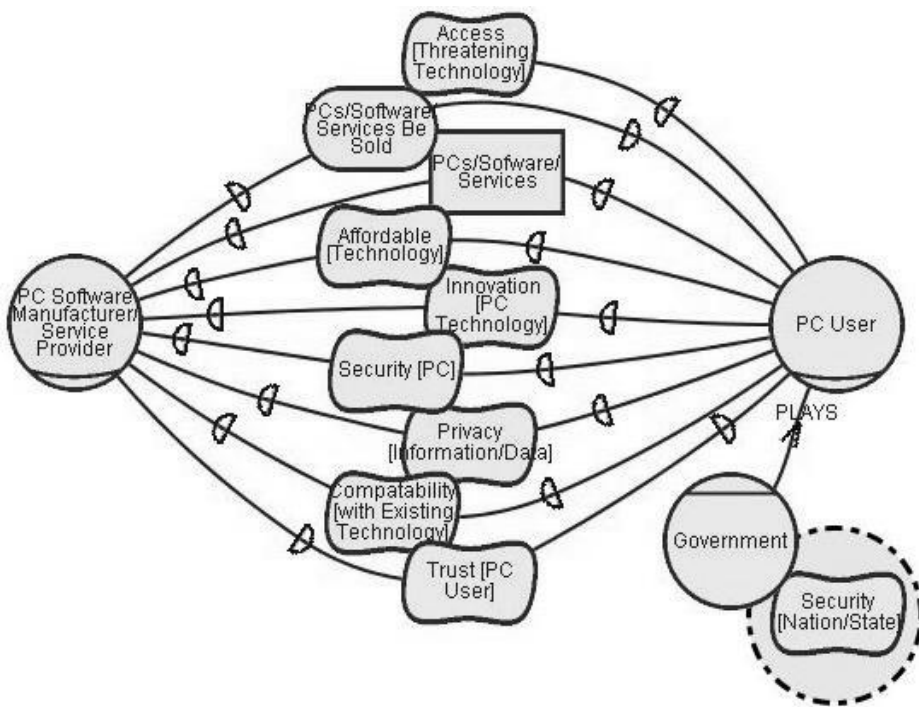 Access
[Threatening
Technology]
PCs/Software/
Services Be
Sold
PCs/Sofware/
Services
Affordable
[Technology]
Innovation
[PC
Technology]
PC Software
Manufacturer/
Service
Provider
PC User
Security [PC]
Privacy
[Information/Data]
PLAYS
Compatability
[with Existing
Technology]
Government
Trust [PC
User]
Security
[Nation/State]